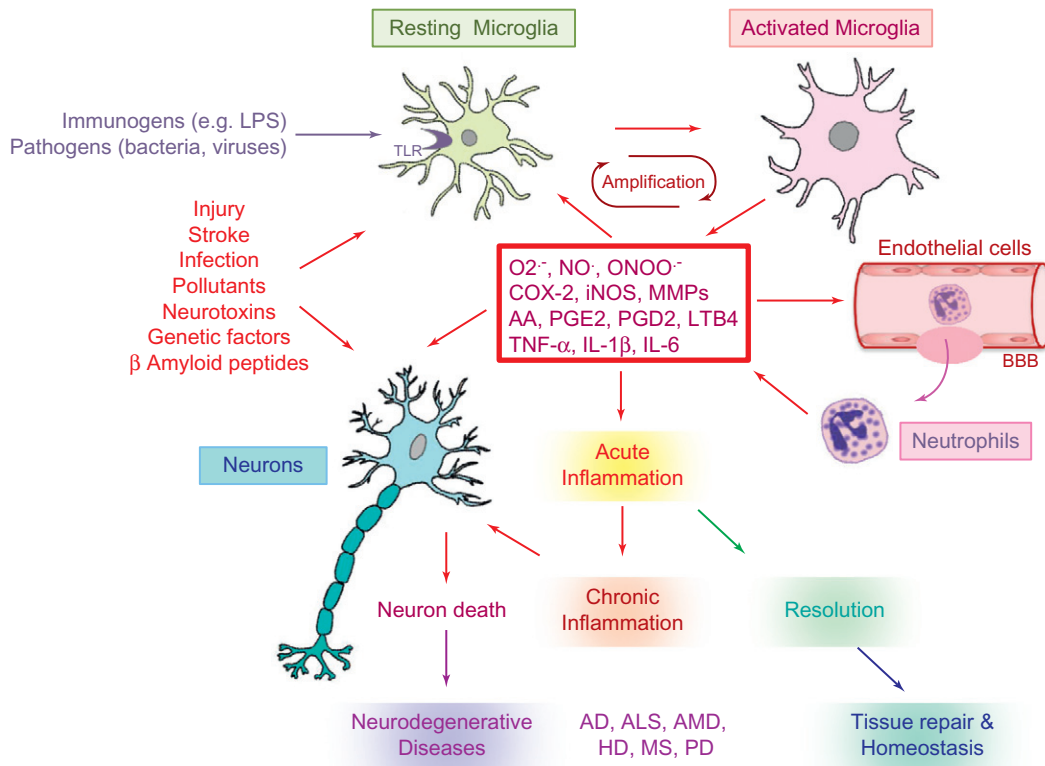 Resting Microglia
Activated Microglia
Immunogens (e.g. LPS)
Pathogens (bacteria, viruses)
TLR
Amplification
Injury
Stroke
Infection
Pollutants
Neurotoxins
Genetic factors
β Amyloid peptides
O2·-, NO·, ONOO·-
COX-2, iNOS, MMPs
AA, PGE2, PGD2, LTB4
TNF-α, IL-1β, IL-6
Endothelial cells
BBB
Neutrophils
Neurons
Acute
Inflammation
Neuron death
Chronic
Inflammation
Resolution
Neurodegenerative
Diseases
AD, ALS, AMD,
HD, MS, PD
Tissue repair &
Homeostasis